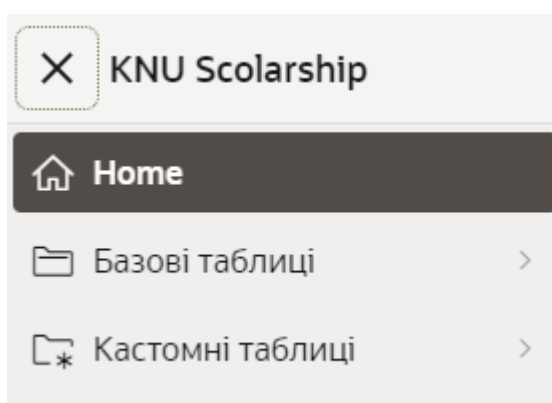 KNU Scolarship
Home
Базові таблиці
Кастомні таблиці